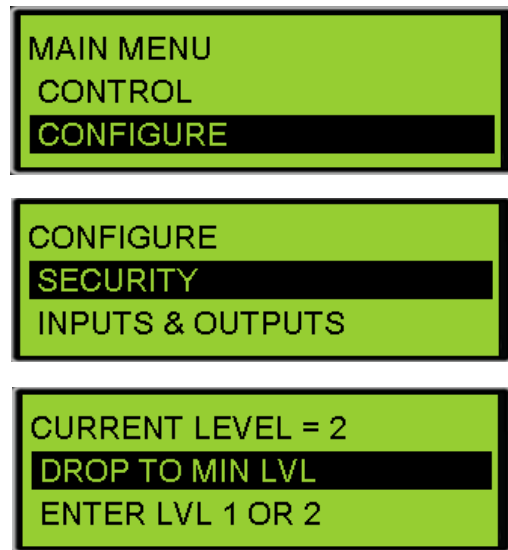 MAIN MENU
CONTROL
CONFIGURE
CONFIGURE
SECURITY
INPUTS & OUTPUTS
CURRENT LEVEL = 2
DROP TO MIN LVL
ENTER LVL 1 OR 2